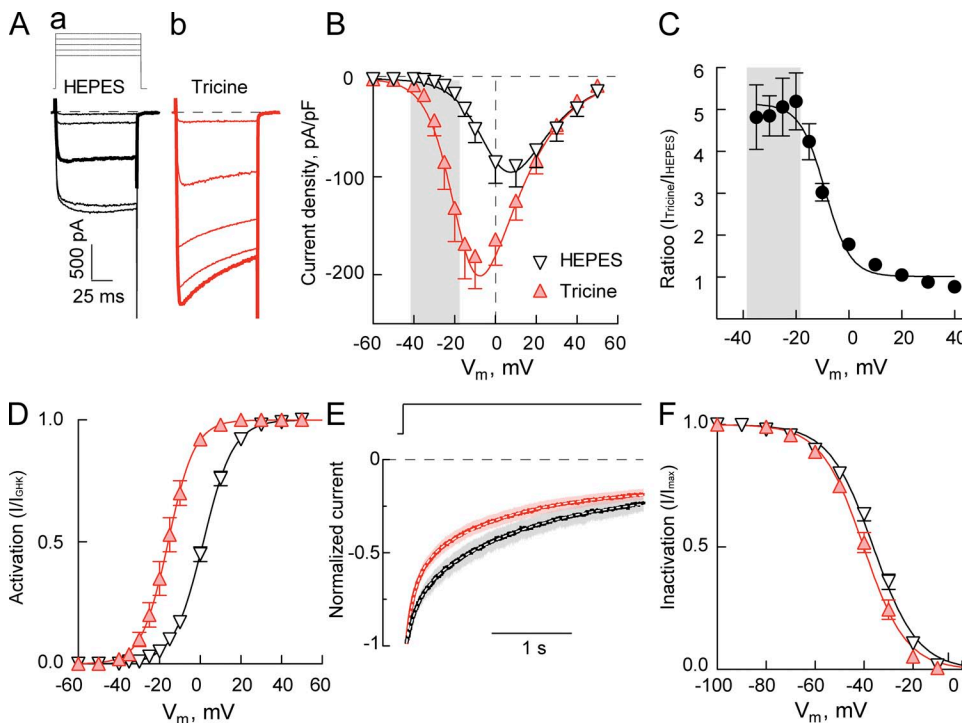 A
a
b
HEPES
Tricine
500 pA
25 ms
B
Current density, pA/pF
0
-100
-200
-60 -40 -20 0 20 40 60
Vm, mV
HEPES
Tricine
C
Ratioo (ITricine/IHEPES)
6
5
4
3
2
1
-40 -20 0 20 40
Vm, mV
D
Activation (I/IGHK)
1.0
0.5
0.0
-60 -40 -20 0 20 40 60
Vm, mV
E
Normalized current
0
-0.5
-1
1 s
F
Inactivation (I/Imax)
1.0
0.5
0.0
-100 -80 -60 -40 -20 0
Vm, mV